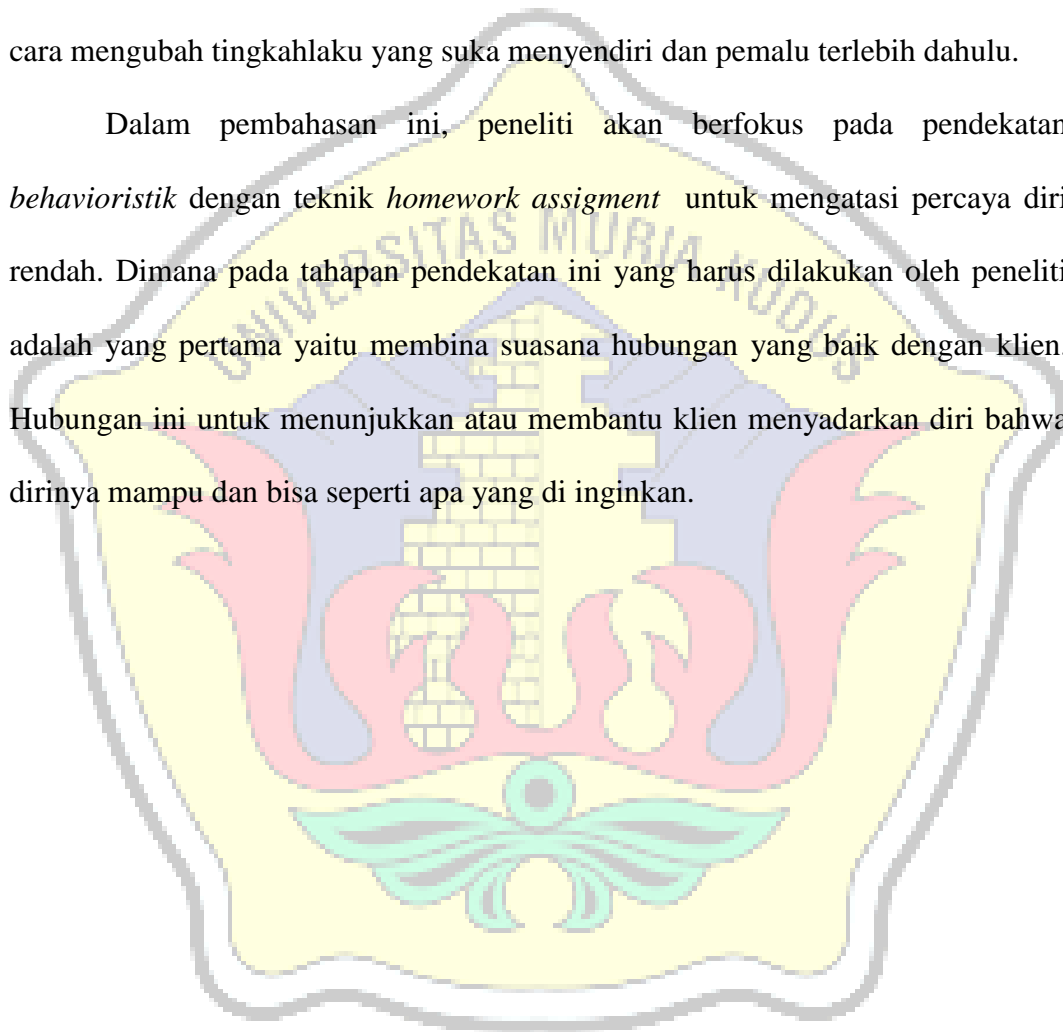 cara mengubah tingkahlaku yang suka menyendiri dan pemalu terlebih dahulu.
Dalam pembahasan ini, peneliti akan berfokus pada pendekatan
behavioristik dengan teknik homework assigment untuk mengatasi percaya diri
rendah. Dimana pada tahapan pendekatan ini yang harus dilakukan oleh peneliti
adalah yang pertama yaitu membina suasana hubungan yang baik dengan klien.
Hubungan ini untuk menunjukkan atau membantu klien menyadarkan diri bahwa
dirinya mampu dan bisa seperti apa yang di inginkan.
UNIVERSITAS MURIA KUDUS